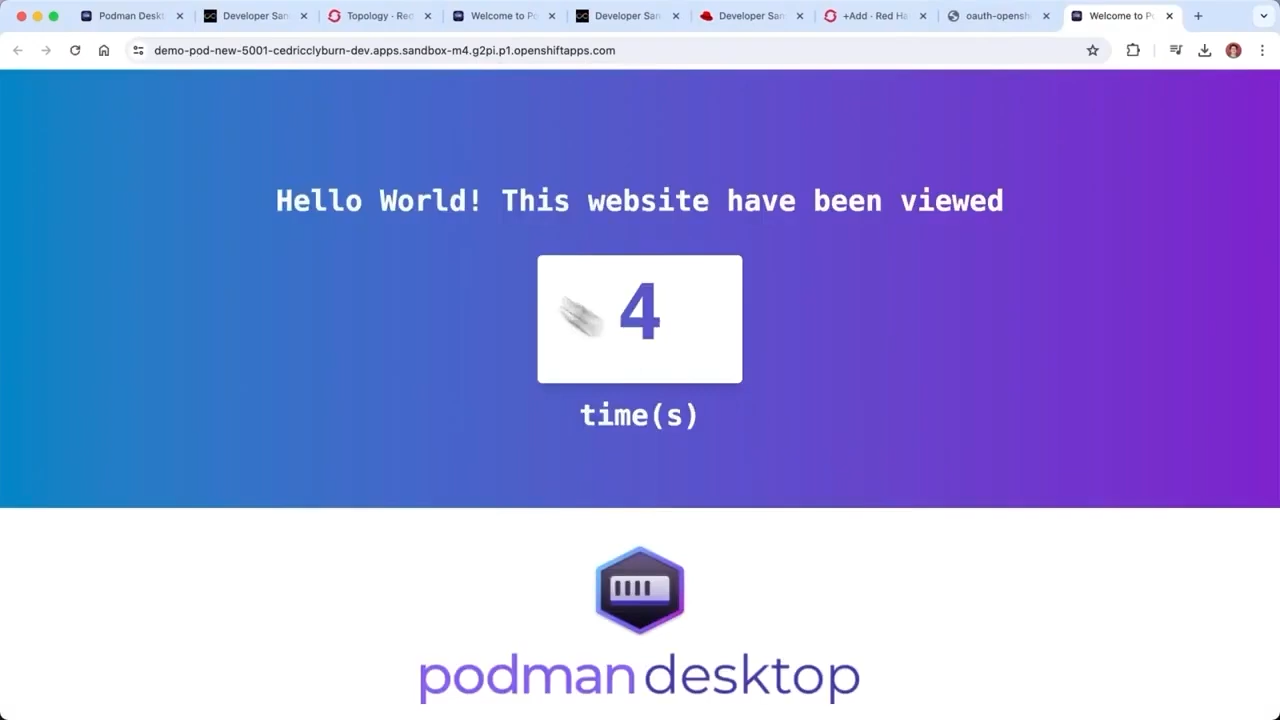 Podman Deskt
Developer San
Topology · Red
Welcome to Po
Developer San
Developer San
+Add · Red Ha
oauth-opensh
Welcome to Po
demo-pod-new-5001-cedricclyburn-dev.apps.sandbox-m4.g2pi.p1.openshiftapps.com
Hello World! This website have been viewed
4
time(s)
podman desktop